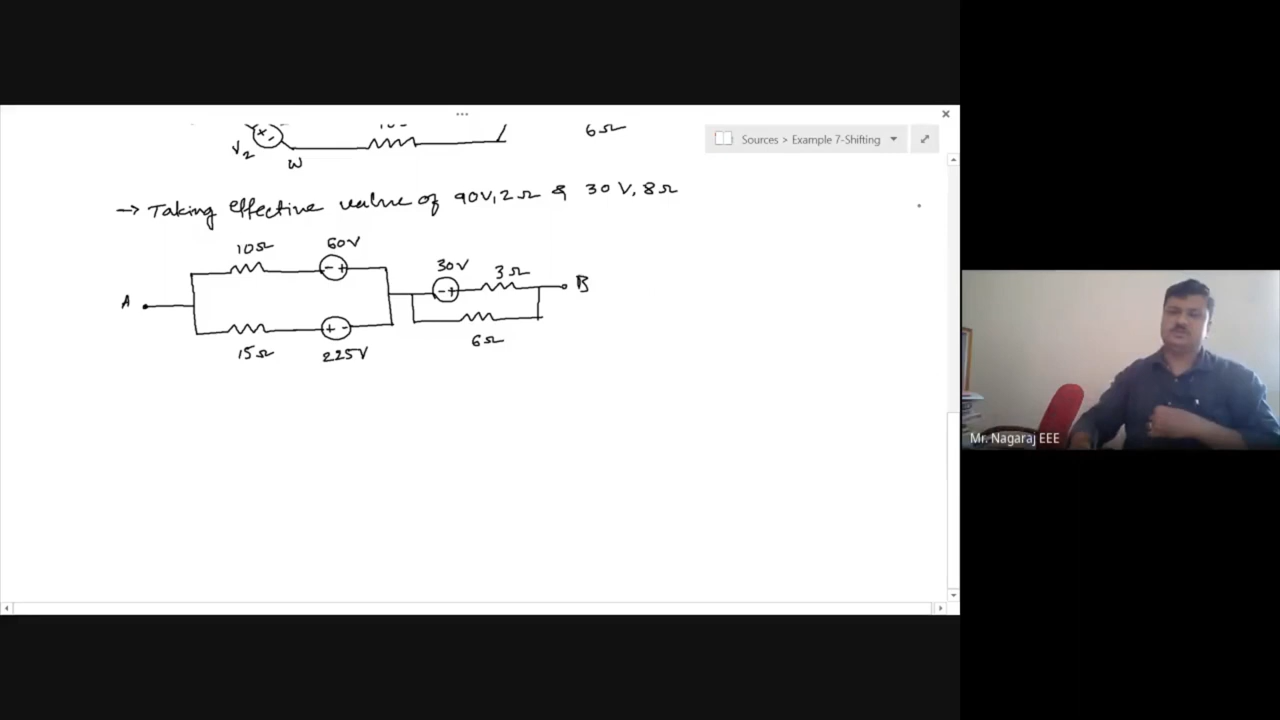 6Ω
Sources > Example 7-Shifting
V2
W
→ Taking effective value of 90V, 2Ω & 30V, 8Ω
10Ω
60V
30V
3Ω
A
B
15Ω
225V
6Ω
Mr. Nagaraj EEE